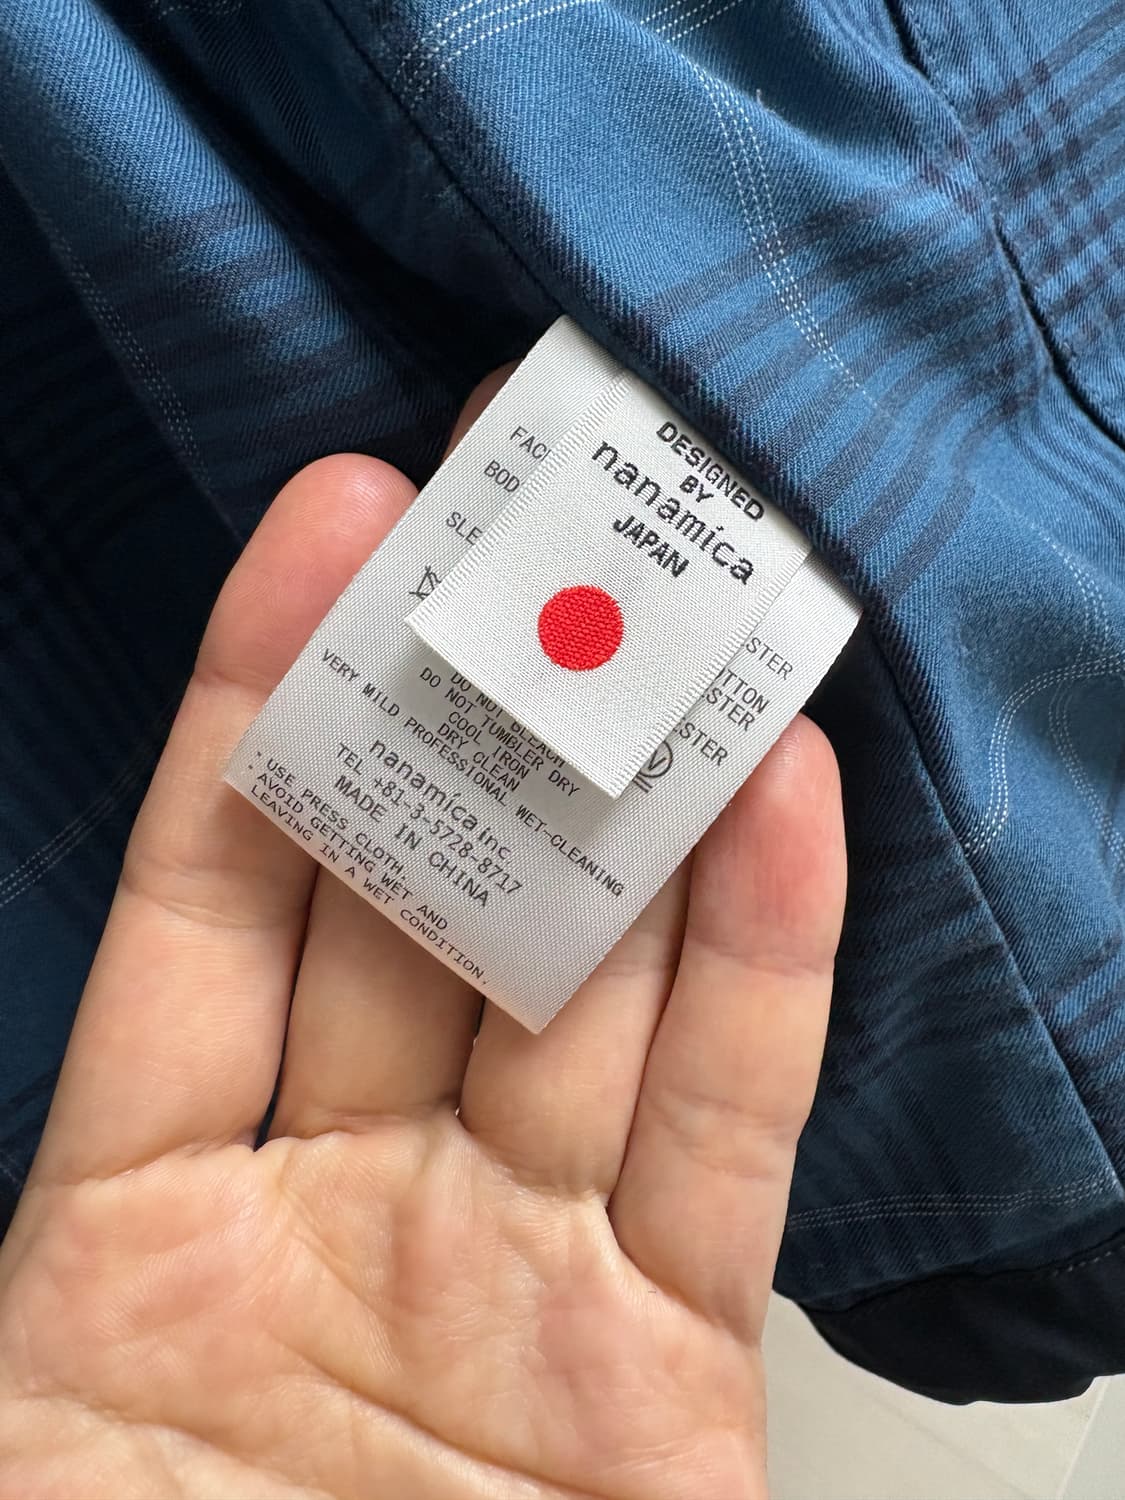 DESIGNED
BY
nanamica
JAPAN
DO NOT BLEACH
DO NOT TUMBLER DRY
COOL IRON
DRY CLEAN
VERY MILD PROFESSIONAL WET-CLEANING
nanamica inc.
TEL +81-3-5728-8717
MADE IN CHINA
· USE PRESS CLOTH.
· AVOID GETTING WET AND
LEAVING IN A WET CONDITION.